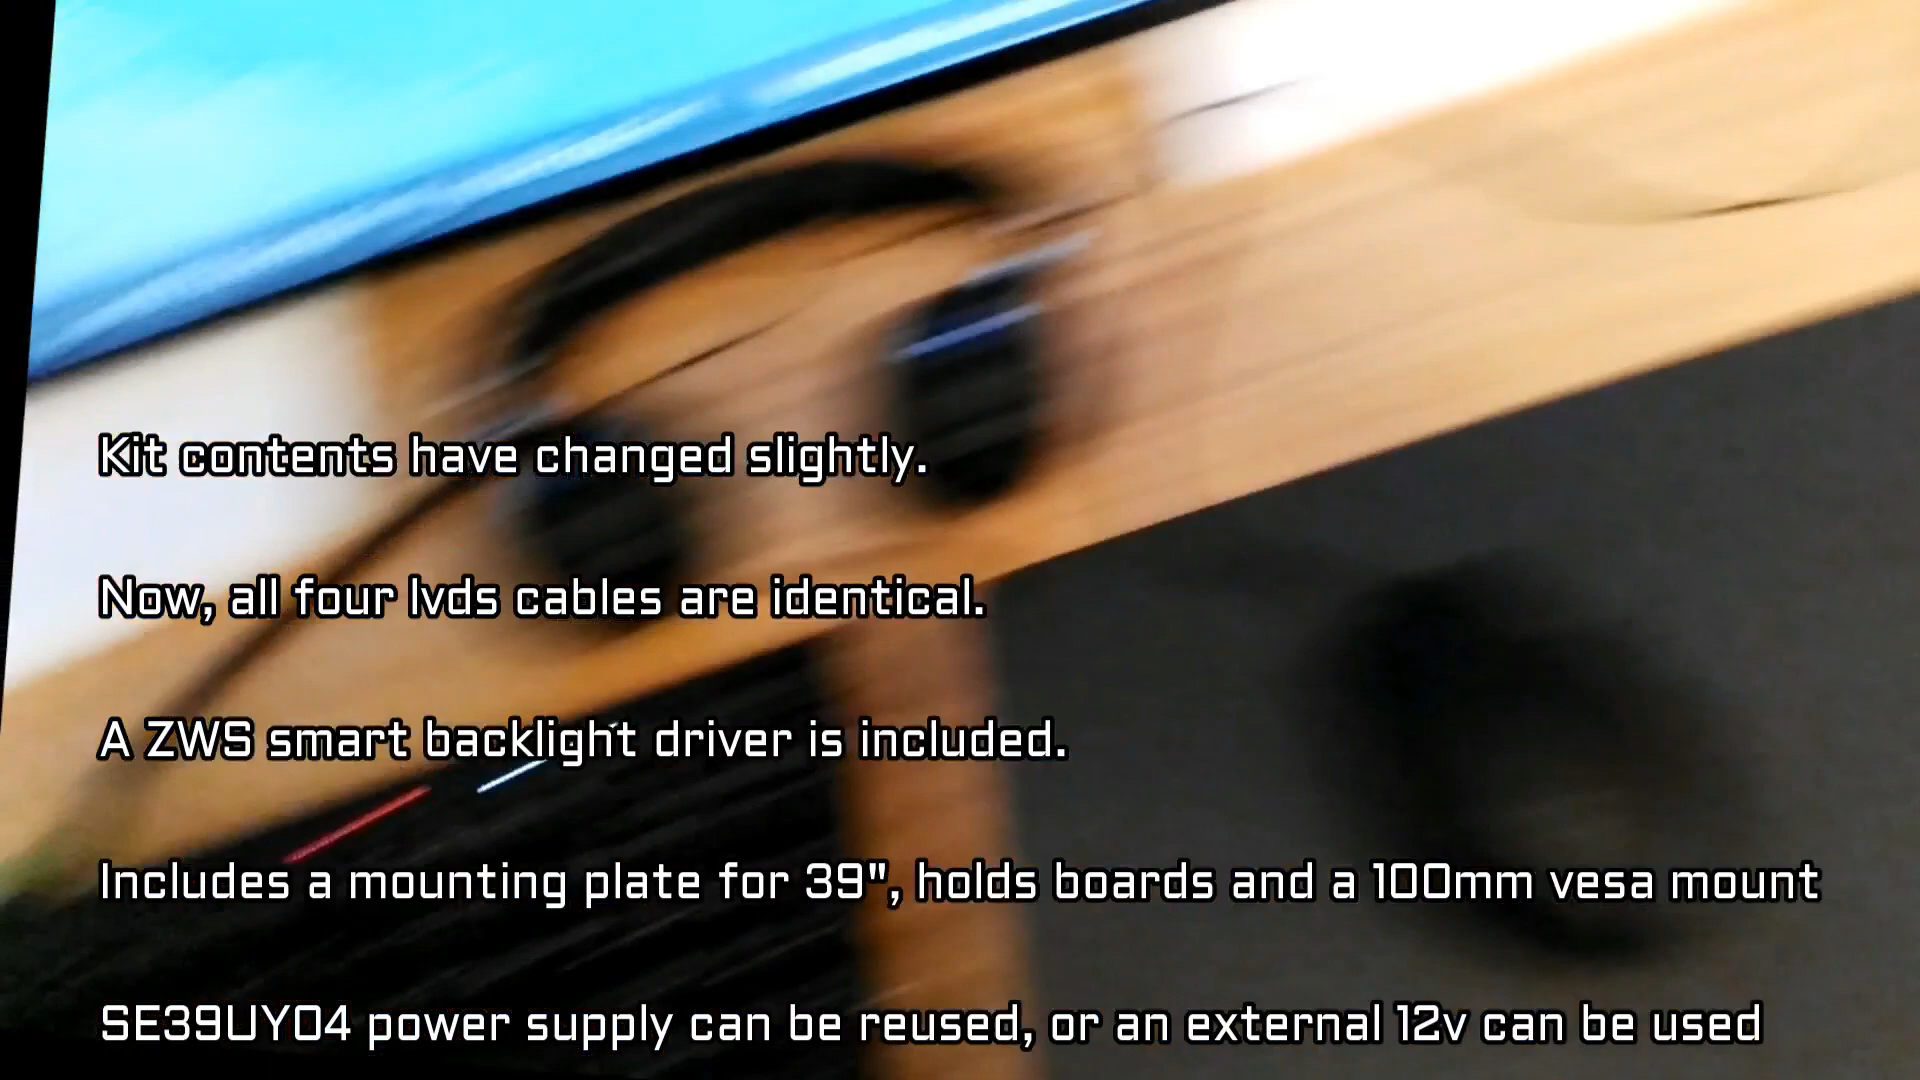 Kit contents have changed slightly.
Now, all four lvds cables are identical.
A ZWS smart backlight driver is included.
Includes a mounting plate for 39", holds boards and a 100mm vesa mount
SE39UY04 power supply can be reused, or an external 12v can be used